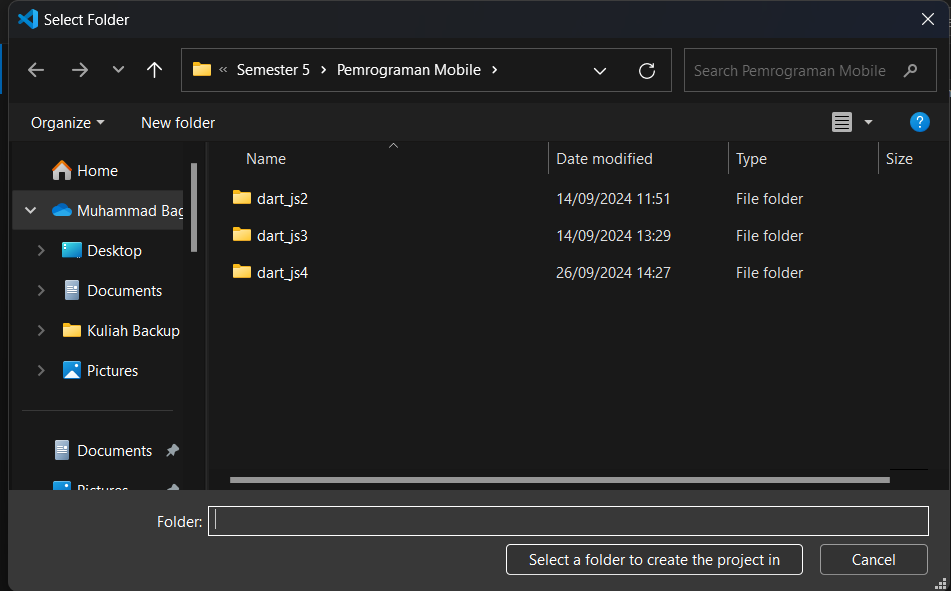 Select Folder
« Semester 5 > Pemrograman Mobile >
Search Pemrograman Mobile
Organize
New folder
?
Home
Muhammad Bag
Desktop
Documents
Kuliah Backup
Pictures
Documents
Pictures
Name Date modified Type Size
dart_js2 14/09/2024 11:51 File folder
dart_js3 14/09/2024 13:29 File folder
dart_js4 26/09/2024 14:27 File folder
Folder:
Select a folder to create the project in
Cancel